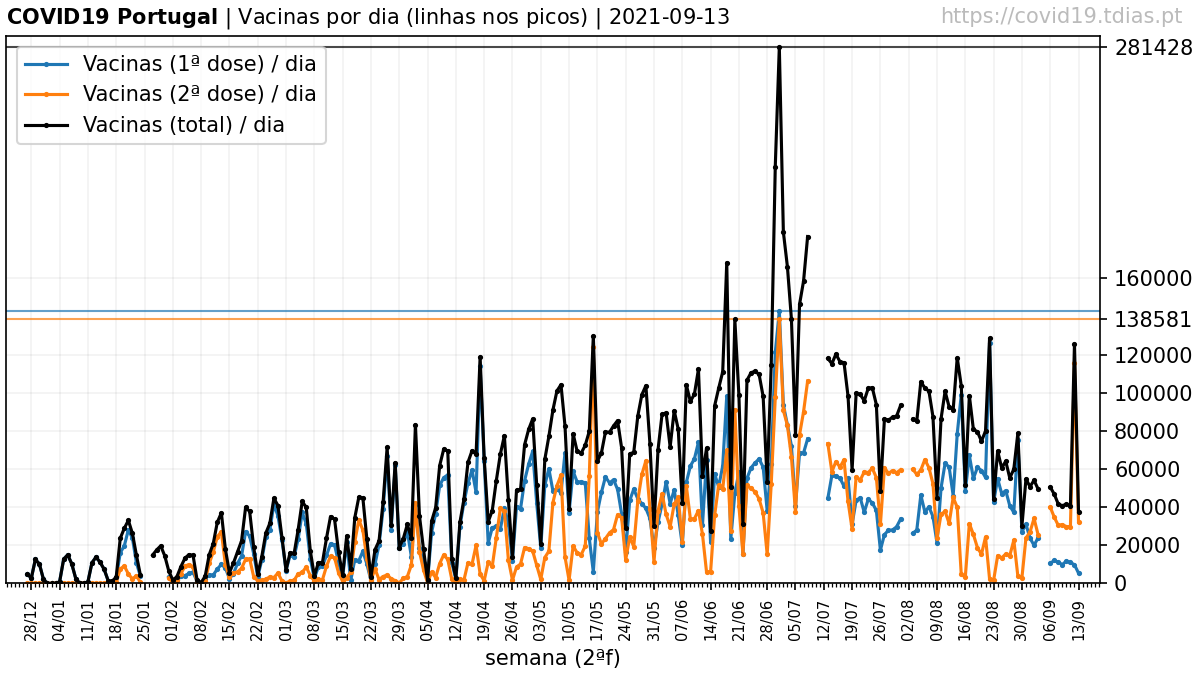 COVID19 Portugal | Vacinas por dia (linhas nos picos) | 2021-09-13
https://covid19.tdias.pt
Vacinas (1ª dose) / dia
Vacinas (2ª dose) / dia
Vacinas (total) / dia
281428
160000
138581
120000
100000
80000
60000
40000
20000
0
28/12 04/01 11/01 18/01 25/01 01/02 08/02 15/02 22/02 01/03 08/03 15/03 22/03 29/03 05/04 12/04 19/04 26/04 03/05 10/05 17/05 24/05 31/05 07/06 14/06 21/06 28/06 05/07 12/07 19/07 26/07 02/08 09/08 16/08 23/08 30/08 06/09 13/09
semana (2ªf)